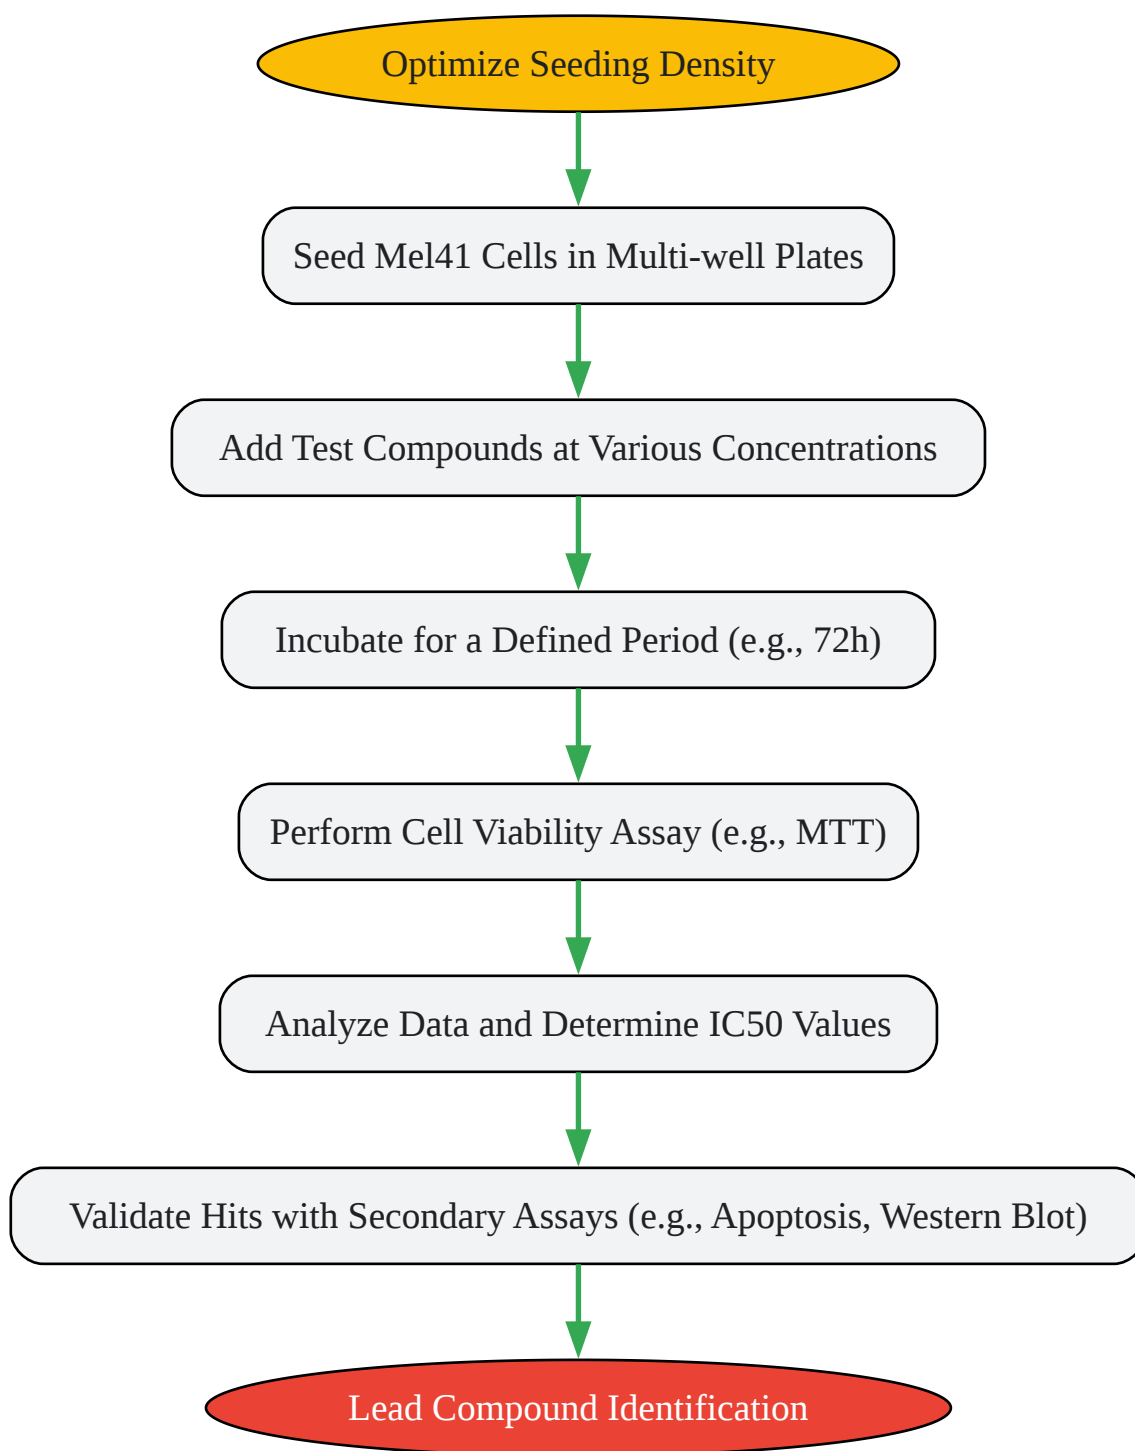 Optimize Seeding Density
Seed Mel41 Cells in Multi-well Plates
Add Test Compounds at Various Concentrations
Incubate for a Defined Period (e.g., 72h)
Perform Cell Viability Assay (e.g., MTT)
Analyze Data and Determine IC50 Values
Validate Hits with Secondary Assays (e.g., Apoptosis, Western Blot)
Lead Compound Identification